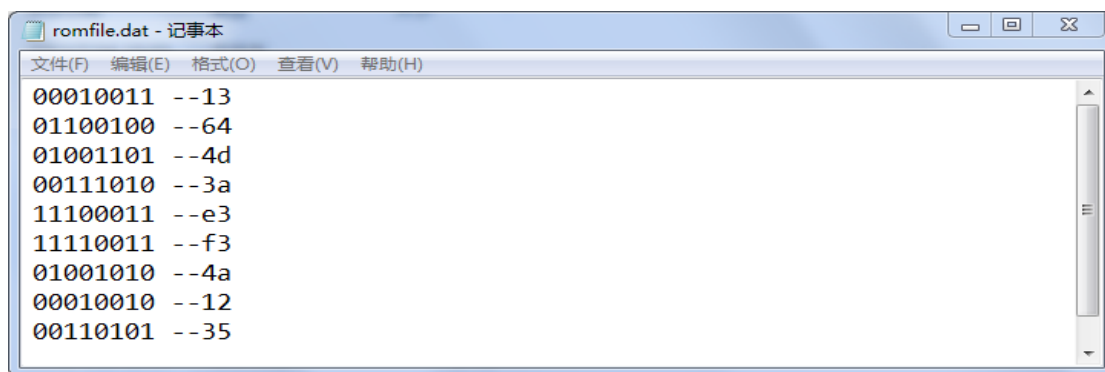 romfile.dat - 记事本
文件(F) 编辑(E) 格式(O) 查看(V) 帮助(H)
00010011 --13
01100100 --64
01001101 --4d
00111010 --3a
11100011 --e3
11110011 --f3
01001010 --4a
00010010 --12
00110101 --35